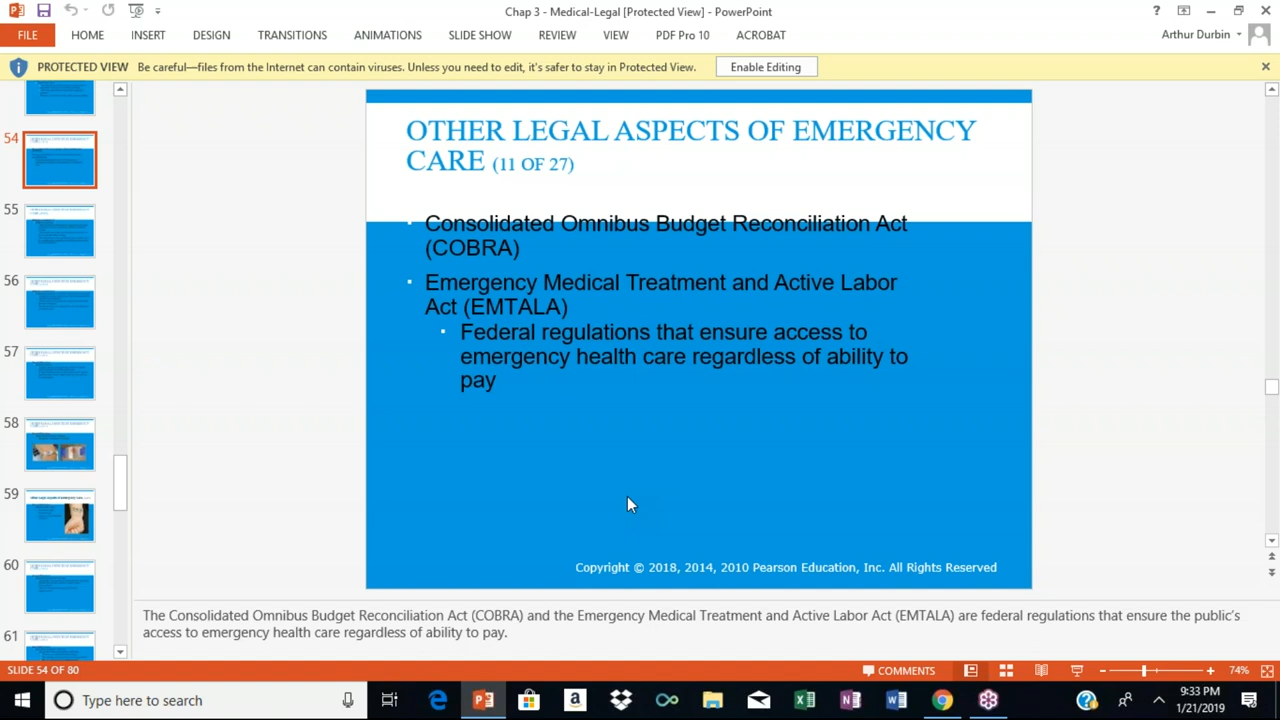 Chap 3 - Medical-Legal [Protected View] - PowerPoint
?
FILE HOME INSERT DESIGN TRANSITIONS ANIMATIONS SLIDE SHOW REVIEW VIEW PDF Pro 10 ACROBAT
Arthur Durbin
PROTECTED VIEW Be careful—files from the Internet can contain viruses. Unless you need to edit, it's safer to stay in Protected View. Enable Editing
54
55
56
57
58
59
60
61
OTHER LEGAL ASPECTS OF EMERGENCY
CARE (11 OF 27)
Consolidated Omnibus Budget Reconciliation Act
(COBRA)
Emergency Medical Treatment and Active Labor
Act (EMTALA)
Federal regulations that ensure access to
emergency health care regardless of ability to
pay
Copyright © 2018, 2014, 2010 Pearson Education, Inc. All Rights Reserved
The Consolidated Omnibus Budget Reconciliation Act (COBRA) and the Emergency Medical Treatment and Active Labor Act (EMTALA) are federal regulations that ensure the public's
access to emergency health care regardless of ability to pay.
SLIDE 54 OF 80
COMMENTS
74%
Type here to search
9:33 PM
1/21/2019